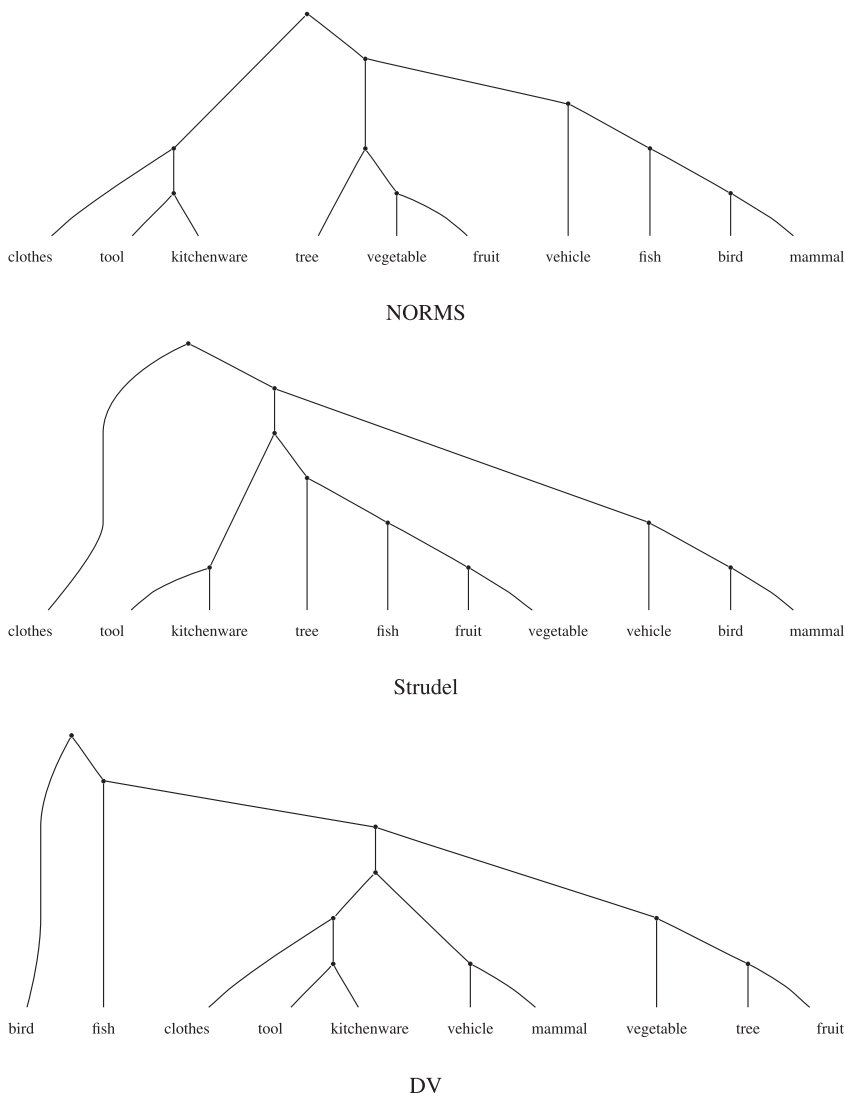 clothes tool kitchenware tree vegetable fruit vehicle fish bird mammal
NORMS
clothes tool kitchenware tree fish fruit vegetable vehicle bird mammal
Strudel
bird fish clothes tool kitchenware vehicle mammal vegetable tree fruit
DV